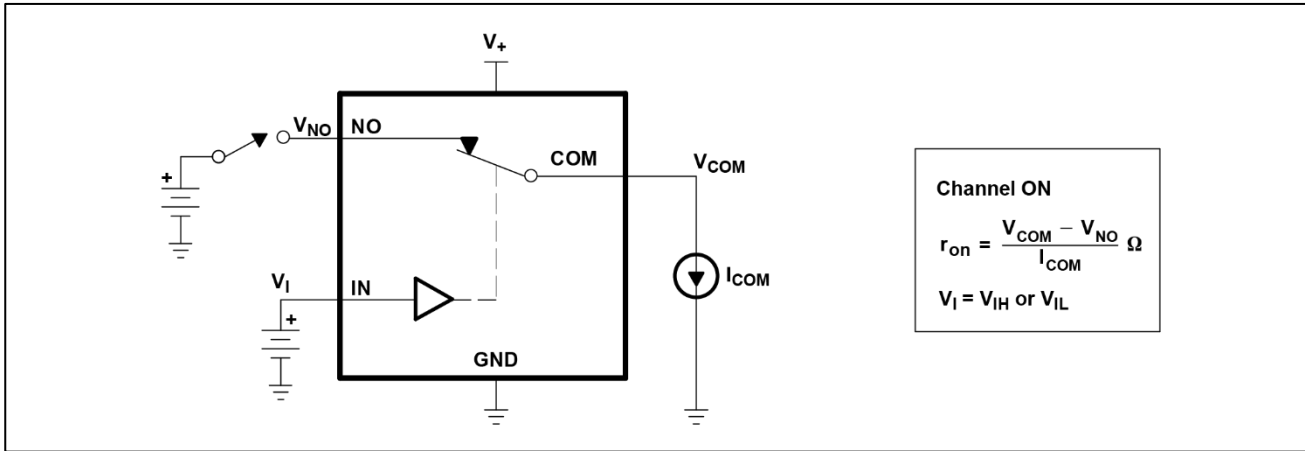 V+
VNO NO
COM
VCOM
+
VI IN
+
ICOM
GND
Channel ON
ron = (VCOM − VNO) / ICOM Ω
VI = VIH or VIL